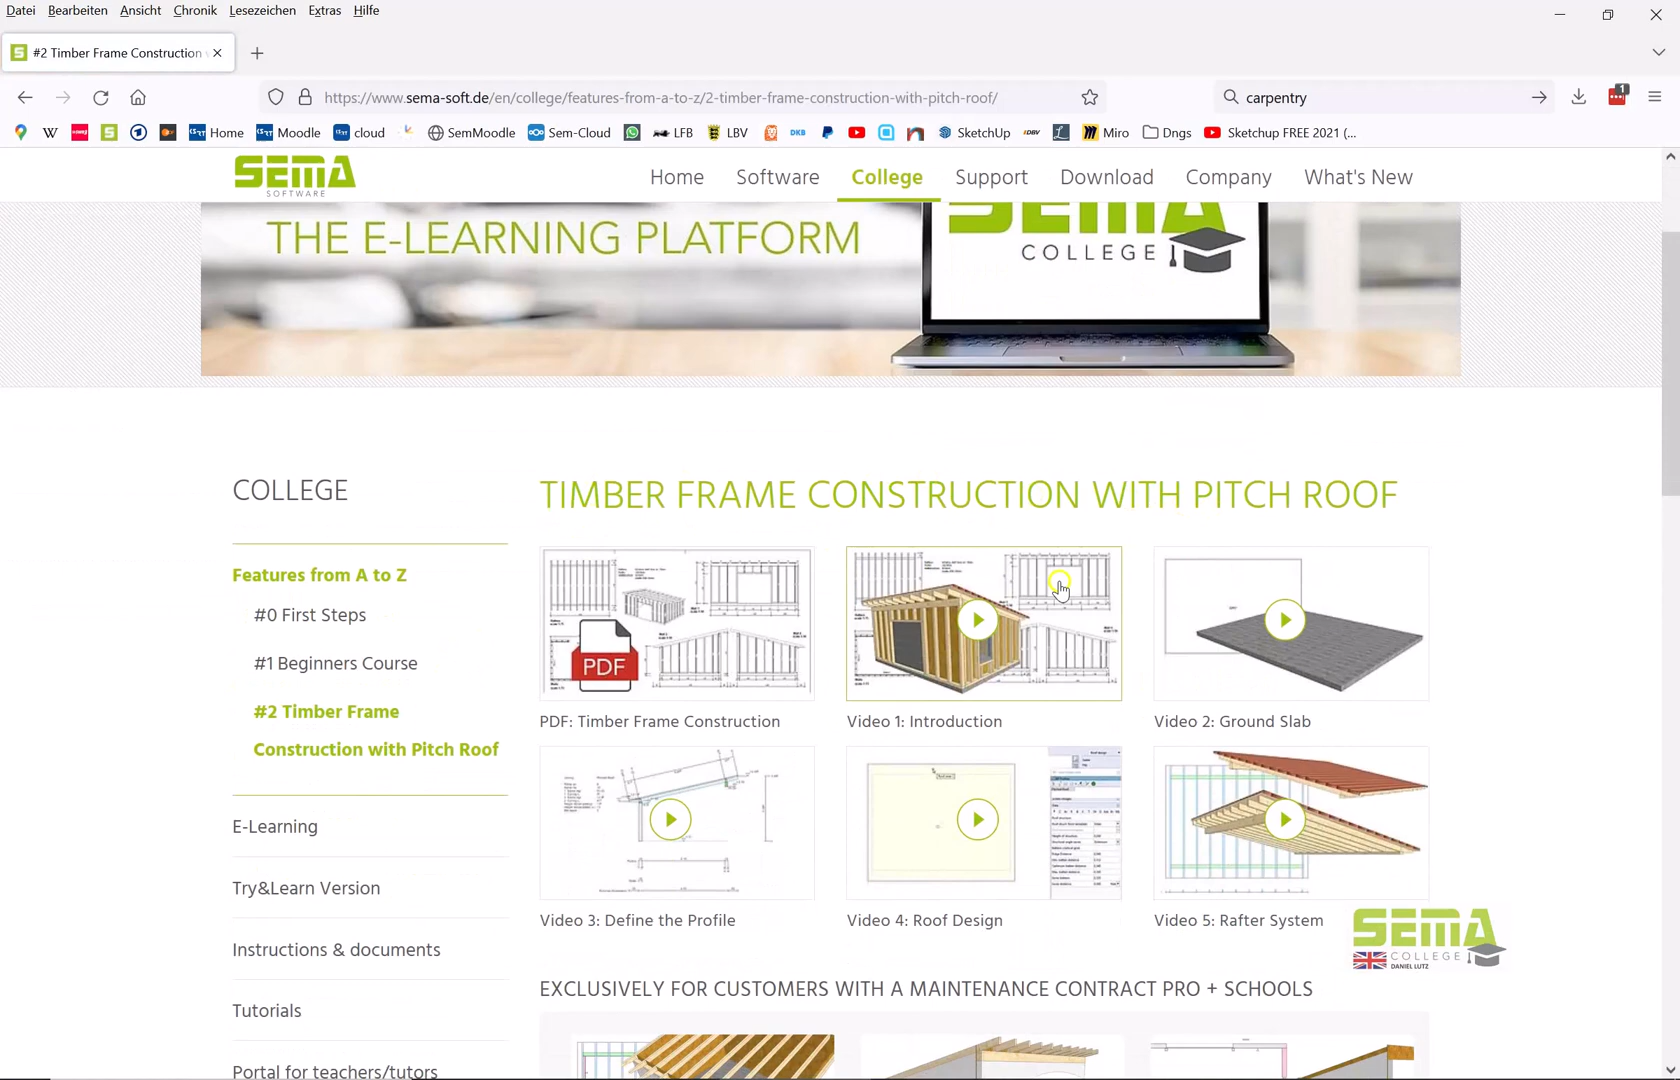 Datei Bearbeiten Ansicht Chronik Lesezeichen Extras Hilfe
#2 Timber Frame Construction
https://www.sema-soft.de/en/college/features-from-a-to-z/2-timber-frame-construction-with-pitch-roof/
carpentry
1
Home Moodle cloud SemMoodle Sem-Cloud LFB LBV DKB SketchUp Miro Dngs Sketchup FREE 2021 (...
SEMA
SOFTWARE
Home Software College Support Download Company What's New
THE E-LEARNING PLATFORM
SEMA
COLLEGE
COLLEGE
TIMBER FRAME CONSTRUCTION WITH PITCH ROOF
Features from A to Z
#0 First Steps
#1 Beginners Course
#2 Timber Frame
Construction with Pitch Roof
PDF
PDF: Timber Frame Construction
Video 1: Introduction
Video 2: Ground Slab
Video 3: Define the Profile
Video 4: Roof Design
Video 5: Rafter System
E-Learning
Try&Learn Version
Instructions & documents
Tutorials
Portal for teachers/tutors
SEMA
COLLEGE
DANIEL LUTZ
EXCLUSIVELY FOR CUSTOMERS WITH A MAINTENANCE CONTRACT PRO + SCHOOLS